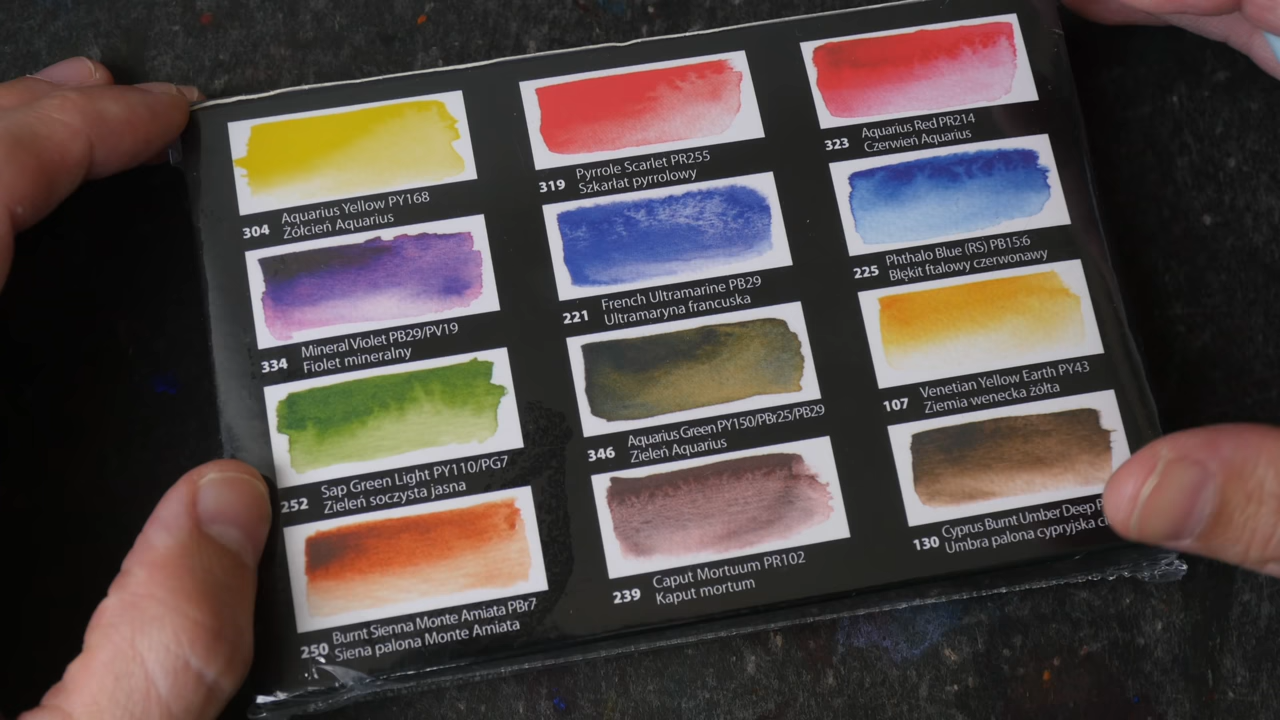 304 Aquarius Yellow PY168
Żółcień Aquarius
319 Pyrrole Scarlet PR255
Szkarłat pyrrolowy
323 Aquarius Red PR214
Czerwień Aquarius
334 Mineral Violet PB29/PV19
Fiolet mineralny
221 French Ultramarine PB29
Ultramaryna francuska
225 Phthalo Blue (RS) PB15:6
Błękit ftalowy czerwonawy
252 Sap Green Light PY110/PG7
Zieleń soczysta jasna
346 Aquarius Green PY150/PBr25/PB29
Zieleń Aquarius
107 Venetian Yellow Earth PY43
Ziemia wenecka żółta
250 Burnt Sienna Monte Amiata PBr7
Siena palona Monte Amiata
239 Caput Mortuum PR102
Kaput mortum
130 Cyprus Burnt Umber Deep
Umbra palona cypryjska